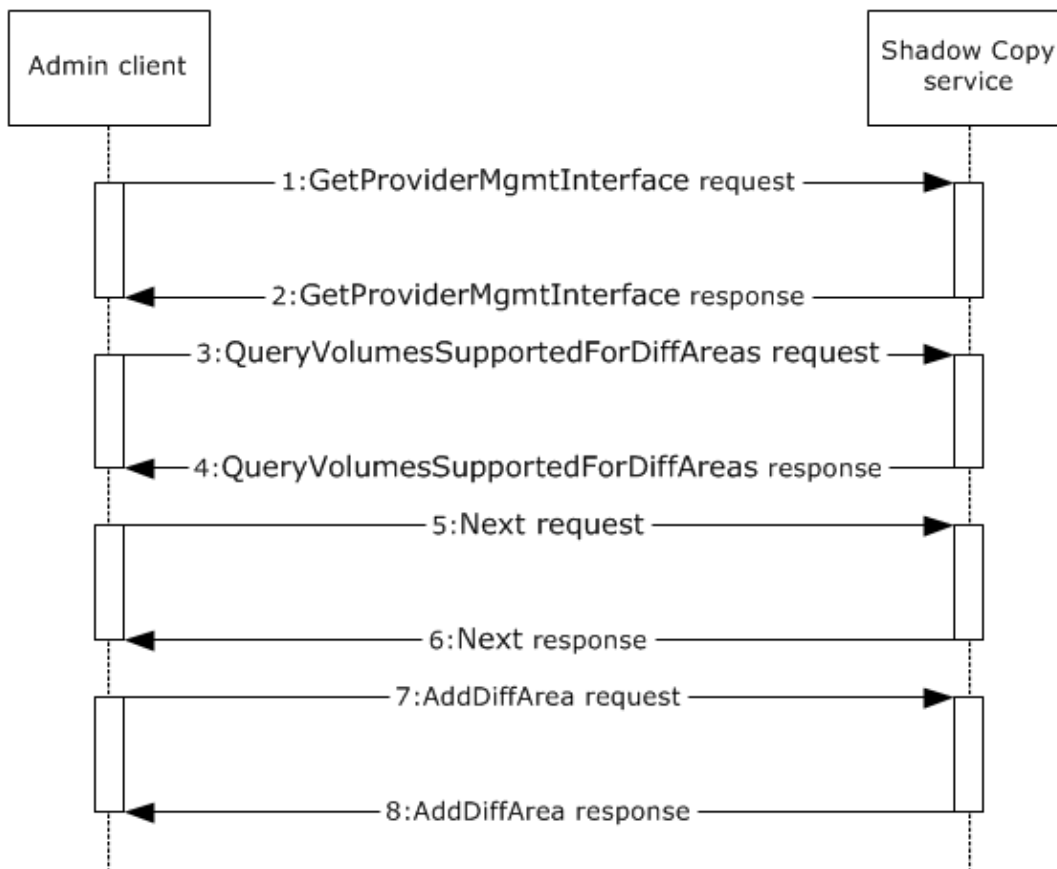 Admin client
Shadow Copy
service
1:GetProviderMgmtInterface request
2:GetProviderMgmtInterface response
3:QueryVolumesSupportedForDiffAreas request
4:QueryVolumesSupportedForDiffAreas response
5:Next request
6:Next response
7:AddDiffArea request
8:AddDiffArea response